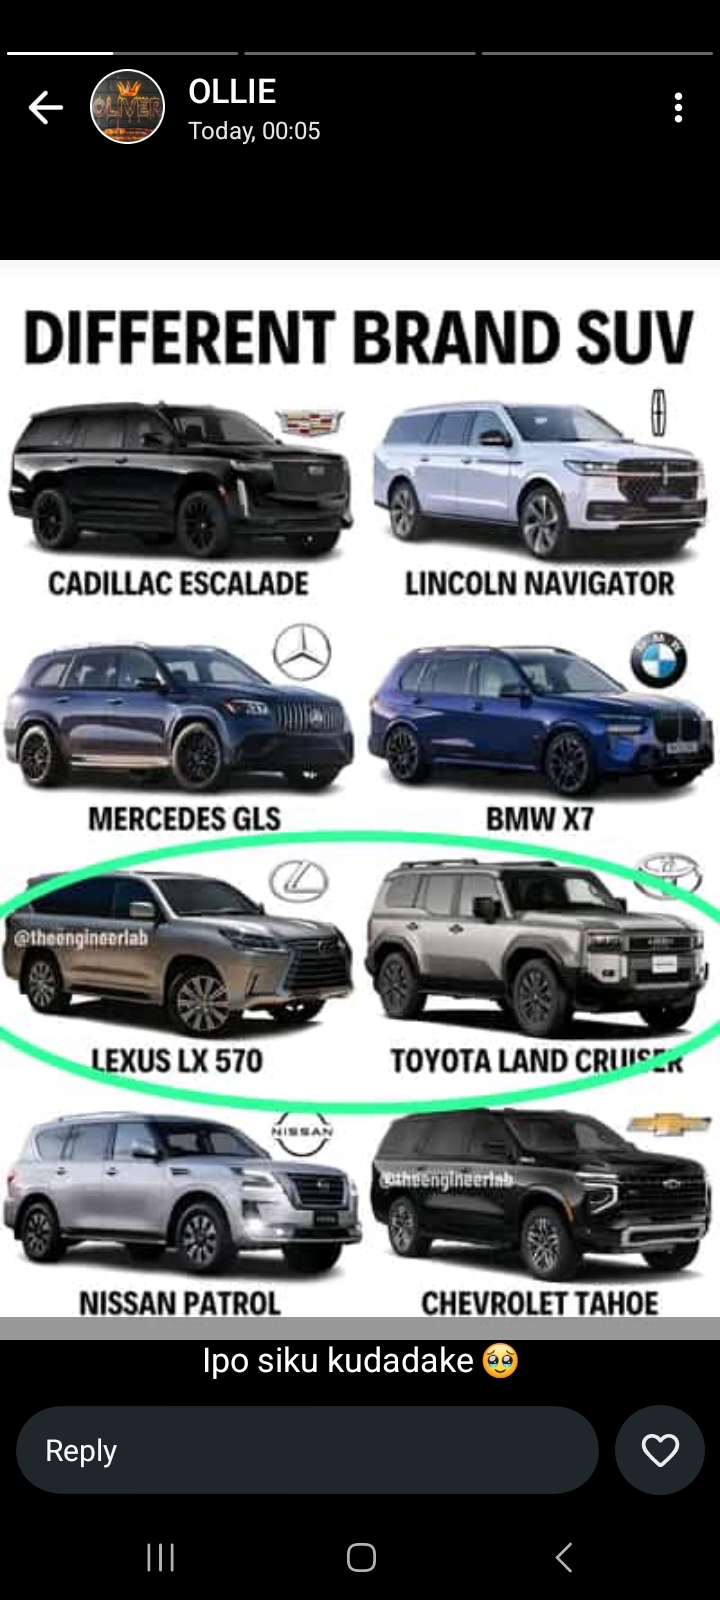 OLLIE
Today, 00:05
OLIVER
DIFFERENT BRAND SUV
CADILLAC ESCALADE
LINCOLN NAVIGATOR
MERCEDES GLS
BMW X7
@theengineerlab
LEXUS LX 570
TOYOTA LAND CRUISER
NISSAN
@theengineerlab
NISSAN PATROL
CHEVROLET TAHOE
Ipo siku kudadake 🥹
Reply